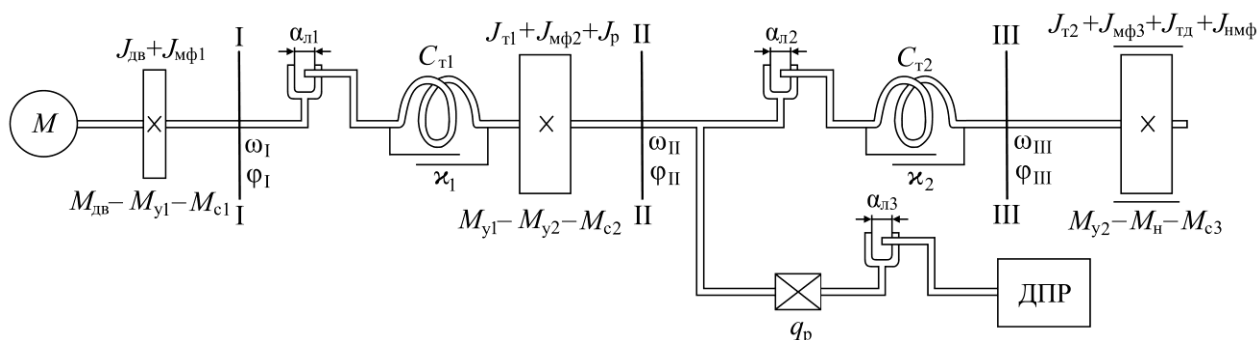 J_дв + J_мф1
I
α_л1
C_т1
J_т1 + J_мф2 + J_р
II
α_л2
C_т2
III
J_т2 + J_мф3 + J_тд + J_нмф
M
ω_I
φ_I
ϰ_1
ω_II
φ_II
ϰ_2
ω_III
φ_III
M_дв − M_у1 − M_с1
I
M_у1 − M_у2 − M_с2
II
α_л3
III
M_у2 − M_н − M_с3
q_р
ДПР